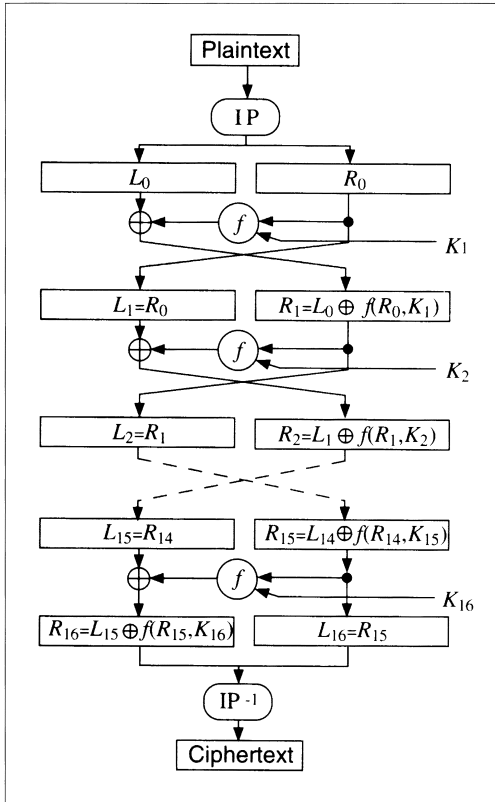 Plaintext
IP
L₀
R₀
f
K₁
L₁=R₀
R₁=L₀ ⊕ f(R₀,K₁)
f
K₂
L₂=R₁
R₂=L₁ ⊕ f(R₁,K₂)
L₁₅=R₁₄
R₁₅=L₁₄⊕f(R₁₄,K₁₅)
f
K₁₆
R₁₆=L₁₅ ⊕ f(R₁₅,K₁₆)
L₁₆=R₁₅
IP⁻¹
Ciphertext